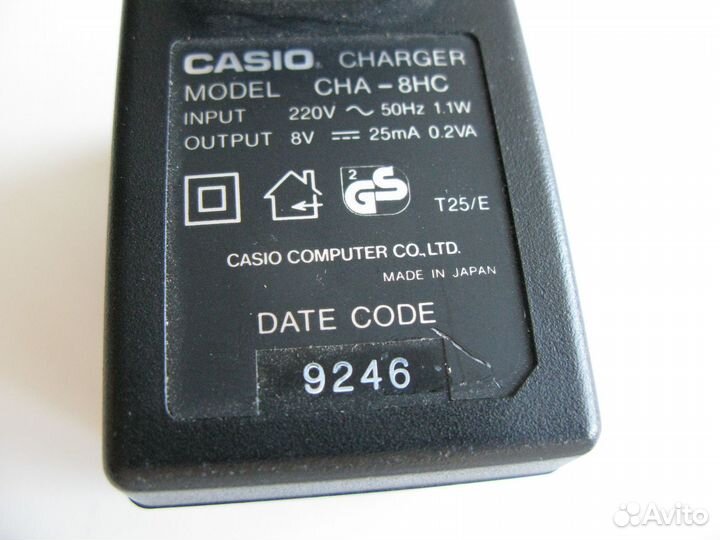 CASIO. CHARGER
MODEL CHA-8HC
INPUT 220V ~ 50Hz 1.1W
OUTPUT 8V ⎓ 25mA 0.2VA
2
GS
T25/E
CASIO COMPUTER CO.,LTD.
MADE IN JAPAN
DATE CODE
9246
Avito